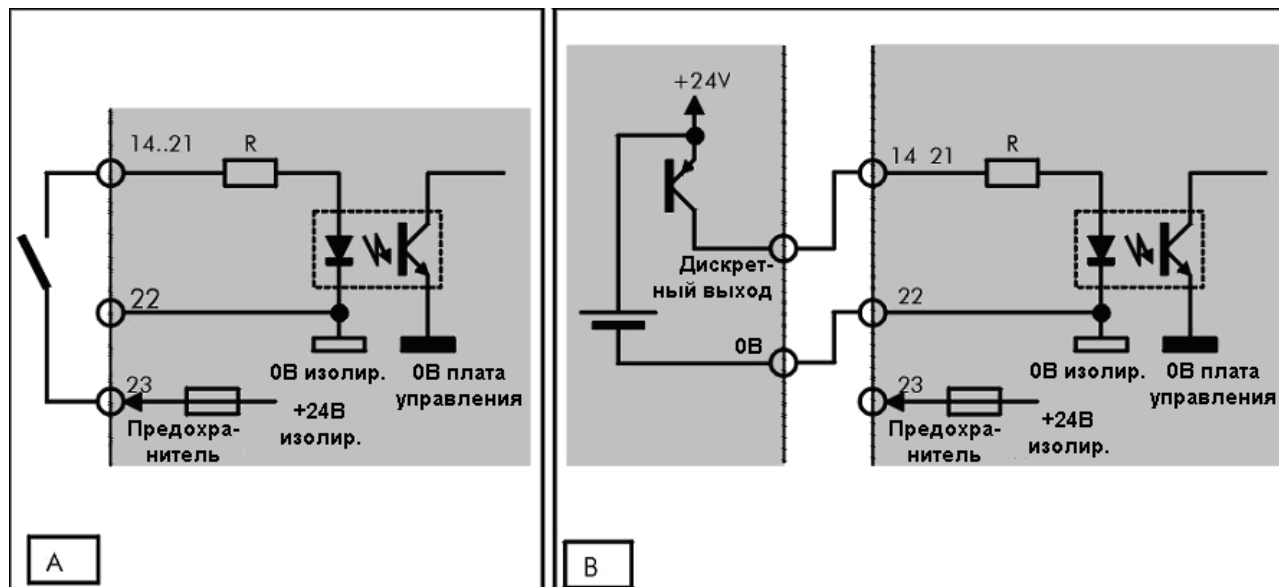 14..21
R
22
0В изолир.
0В плата
управления
23
+24В
изолир.
Предохра-
нитель
A
+24V
Дискрет-
ный выход
0В
14 21
R
22
0В изолир.
0В плата
управления
23
+24В
изолир.
Предохра-
нитель
B